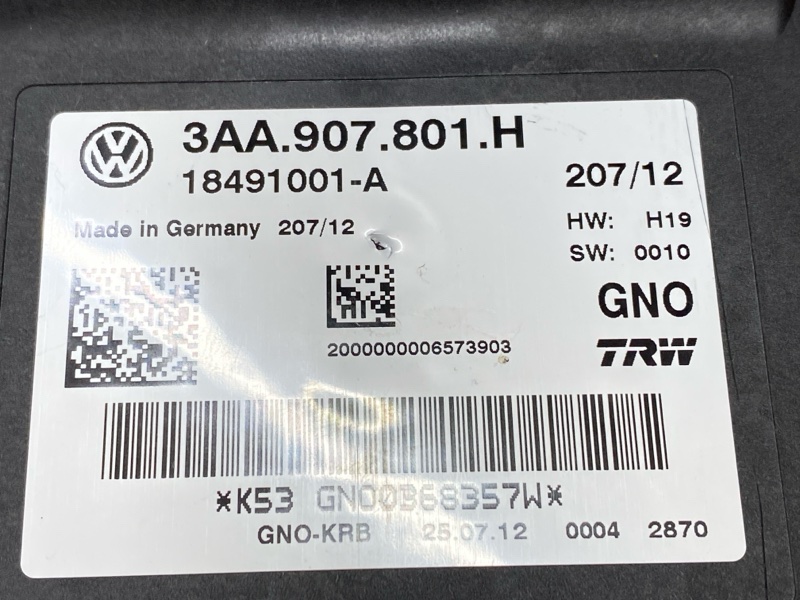 3AA.907.801.H
18491001-A 207/12
Made in Germany 207/12 HW: H19
SW: 0010
GNO
2000000006573903 TRW
*K53 GNO0368357W*
GNO-KRB 25.07.12 0004 2870